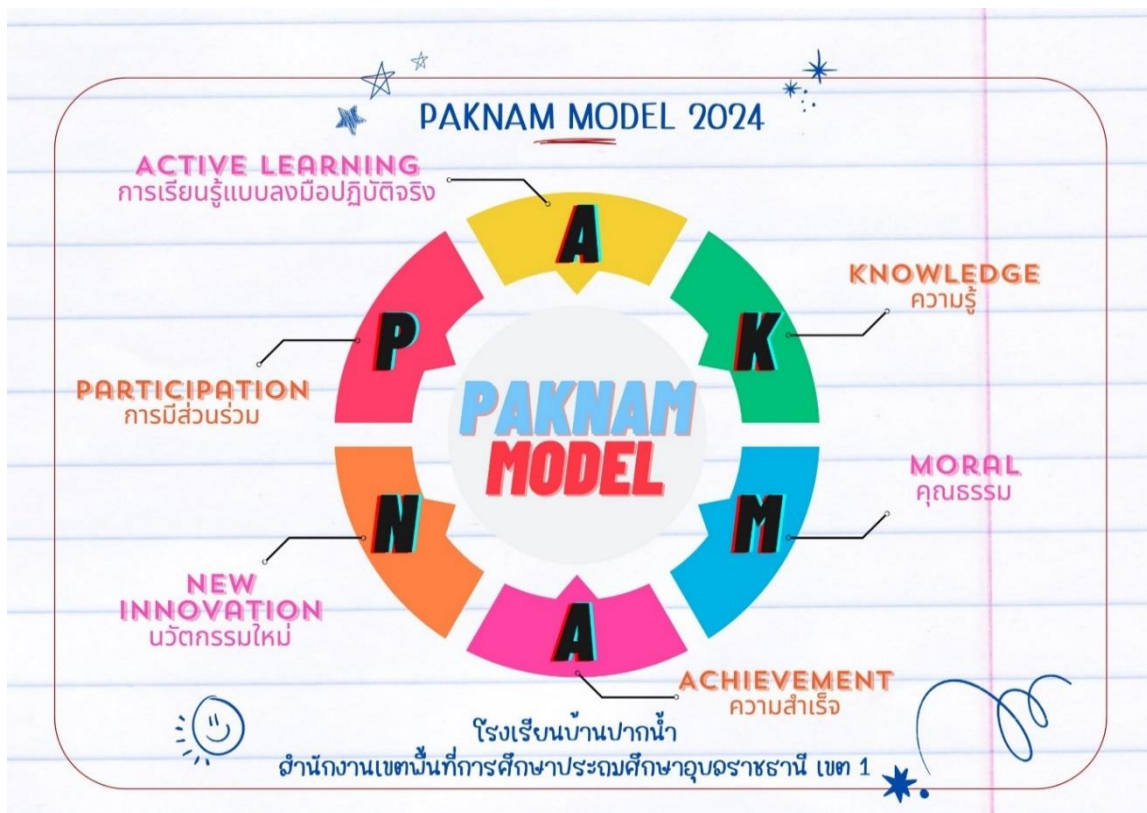 PAKNAM MODEL 2024
ACTIVE LEARNING
การเรียนรู้แบบลงมือปฏิบัติจริง
A
KNOWLEDGE
ความรู้
K
P
PARTICIPATION
การมีส่วนร่วม
PAKNAM
MODEL
MORAL
คุณธรรม
M
N
NEW
INNOVATION
นวัตกรรมใหม่
A
ACHIEVEMENT
ความสำเร็จ
โรงเรียนบ้านปากน้ำ
สำนักงานเขตพื้นที่การศึกษาประถมศึกษาอุบลราชธานี เขต 1